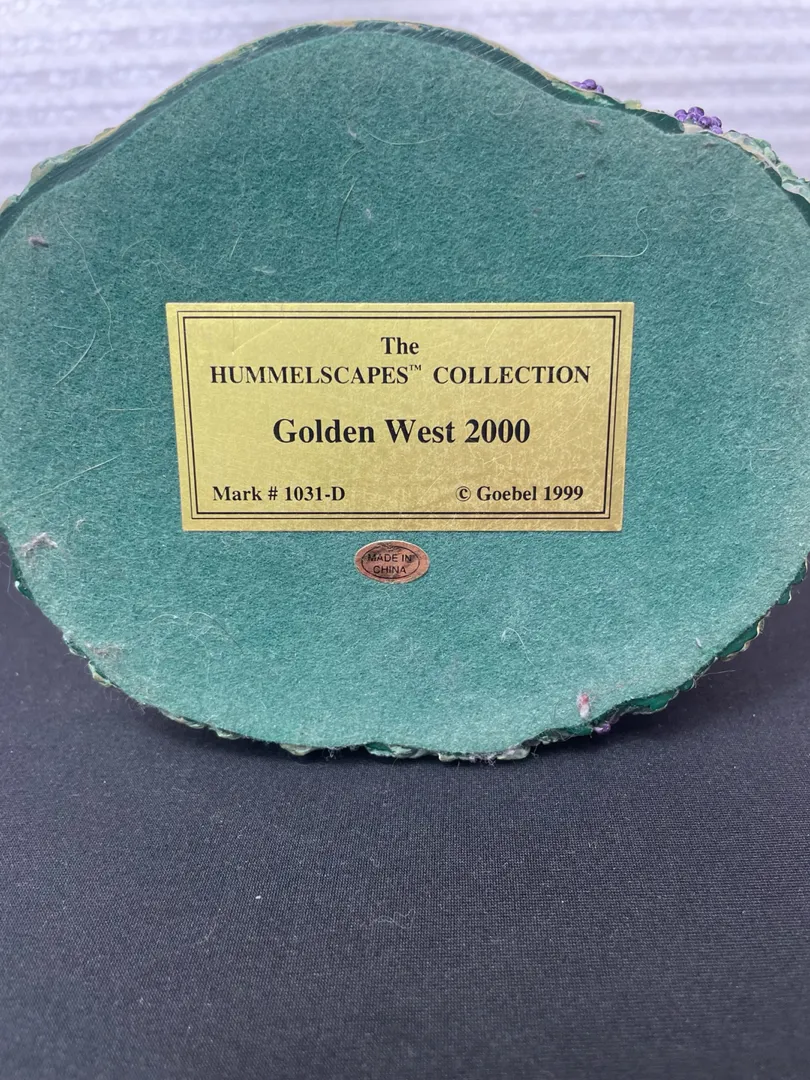 The
HUMMELSCAPES™ COLLECTION
Golden West 2000
Mark # 1031-D © Goebel 1999
MADE IN
CHINA